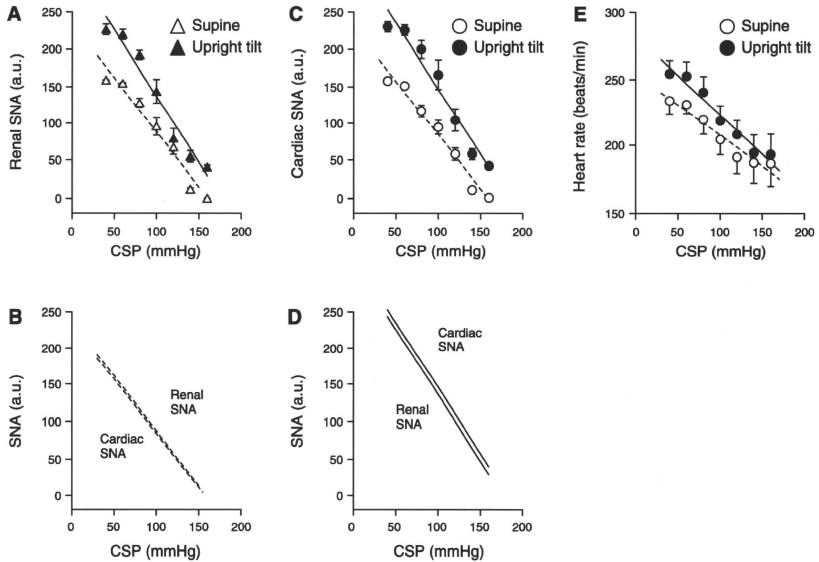 A
Supine
Upright tilt
Renal SNA (a.u.)
250
200
150
100
50
0
0 50 100 150 200
CSP (mmHg)
C
Supine
Upright tilt
Cardiac SNA (a.u.)
250
200
150
100
50
0
0 50 100 150 200
CSP (mmHg)
E
Supine
Upright tilt
Heart rate (beats/min)
300
250
200
150
0 50 100 150 200
CSP (mmHg)
B
SNA (a.u.)
250
200
150
100
50
0
Renal
SNA
Cardiac
SNA
0 50 100 150 200
CSP (mmHg)
D
SNA (a.u.)
250
200
150
100
50
0
Cardiac
SNA
Renal
SNA
0 50 100 150 200
CSP (mmHg)